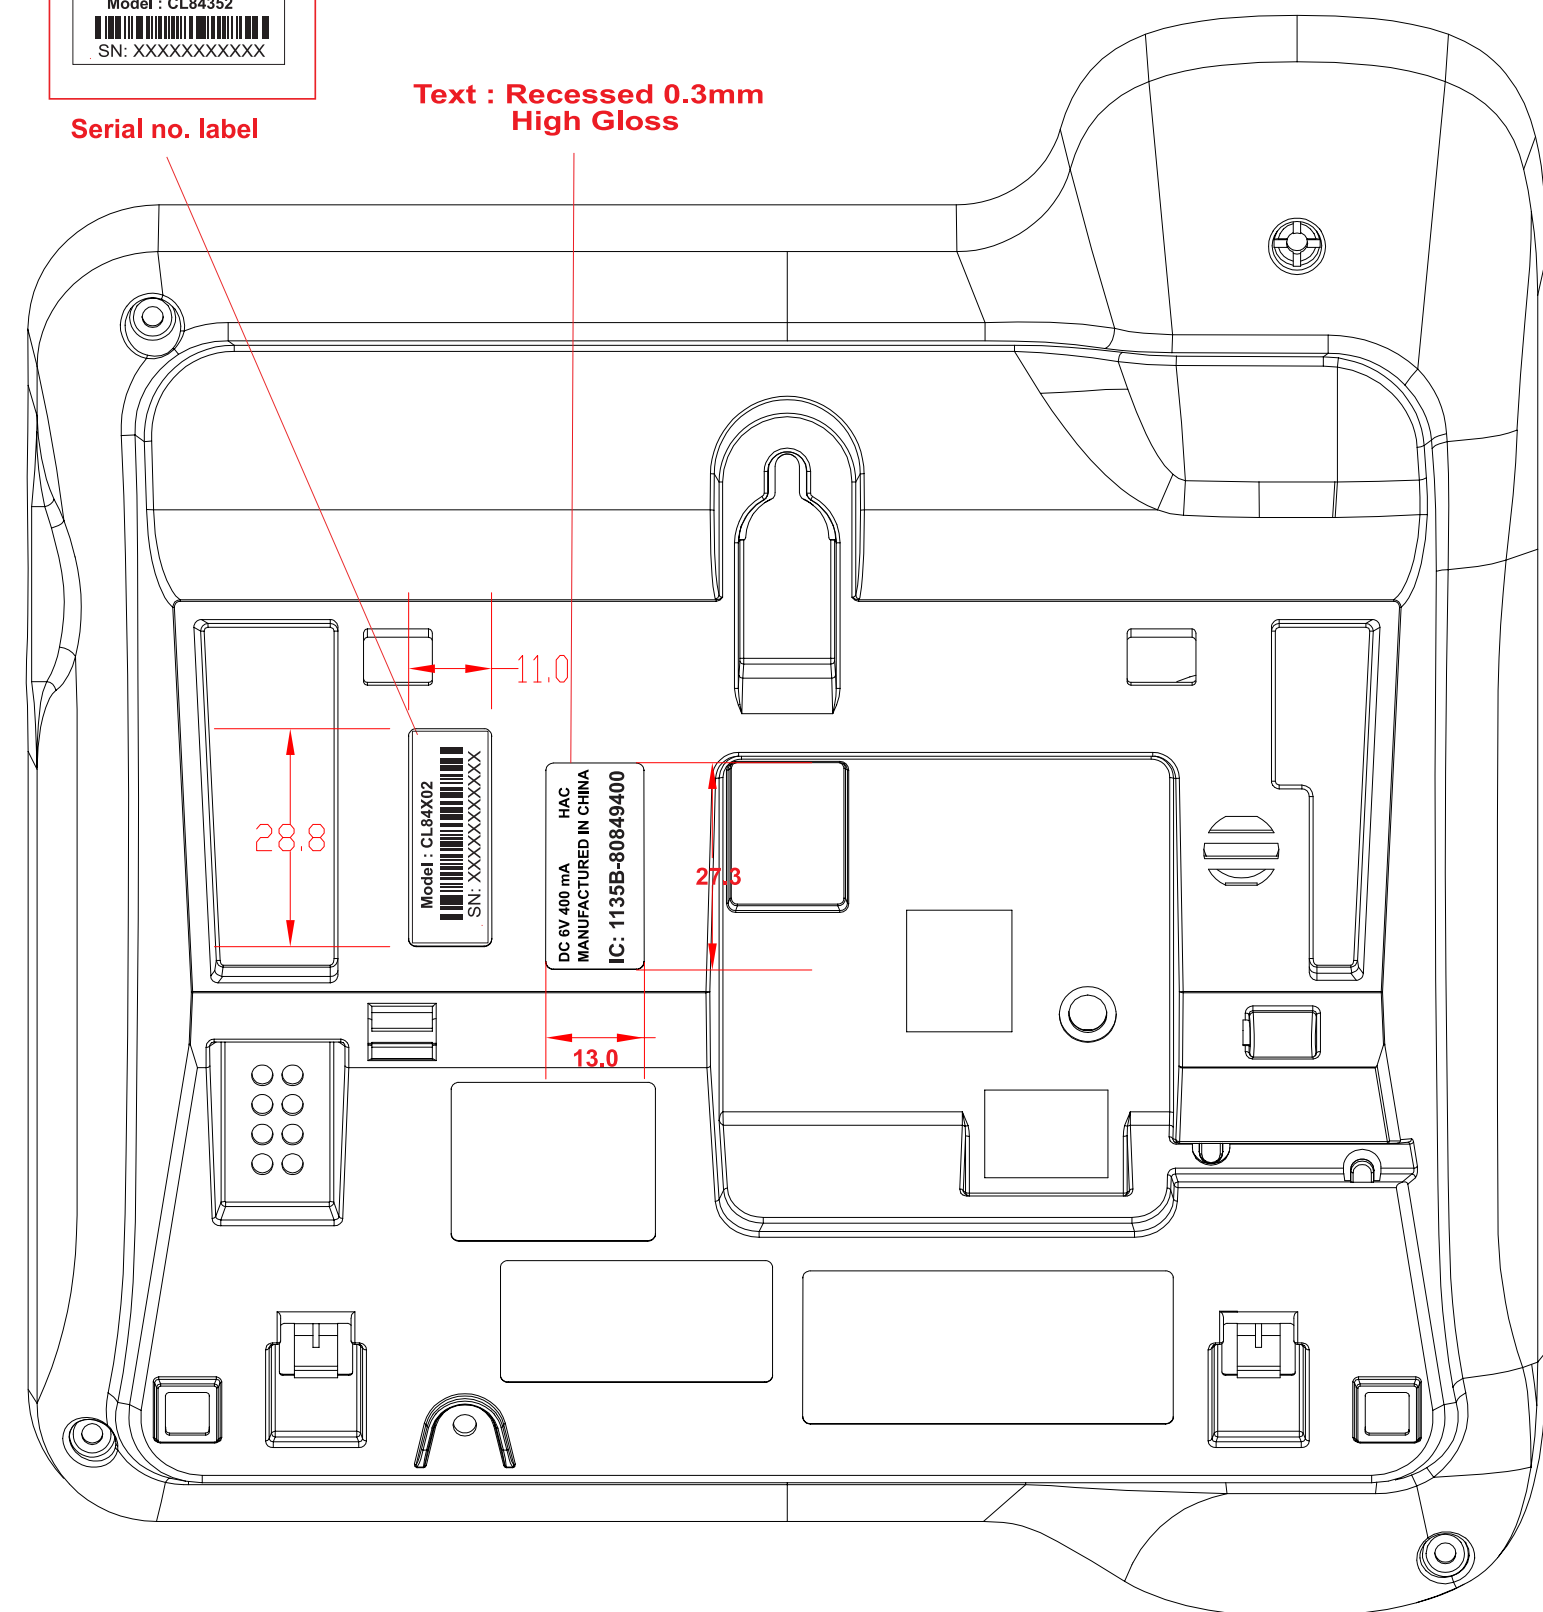 Model : CL84352
SN: XXXXXXXXXXX
Serial no. label
Text : Recessed 0.3mm
High Gloss
11.0
28.8
Model : CL84X02
SN: XXXXXXXXXXX
DC 6V 400 mA HAC
MANUFACTURED IN CHINA
IC: 1135B-80849400
27.3
13.0